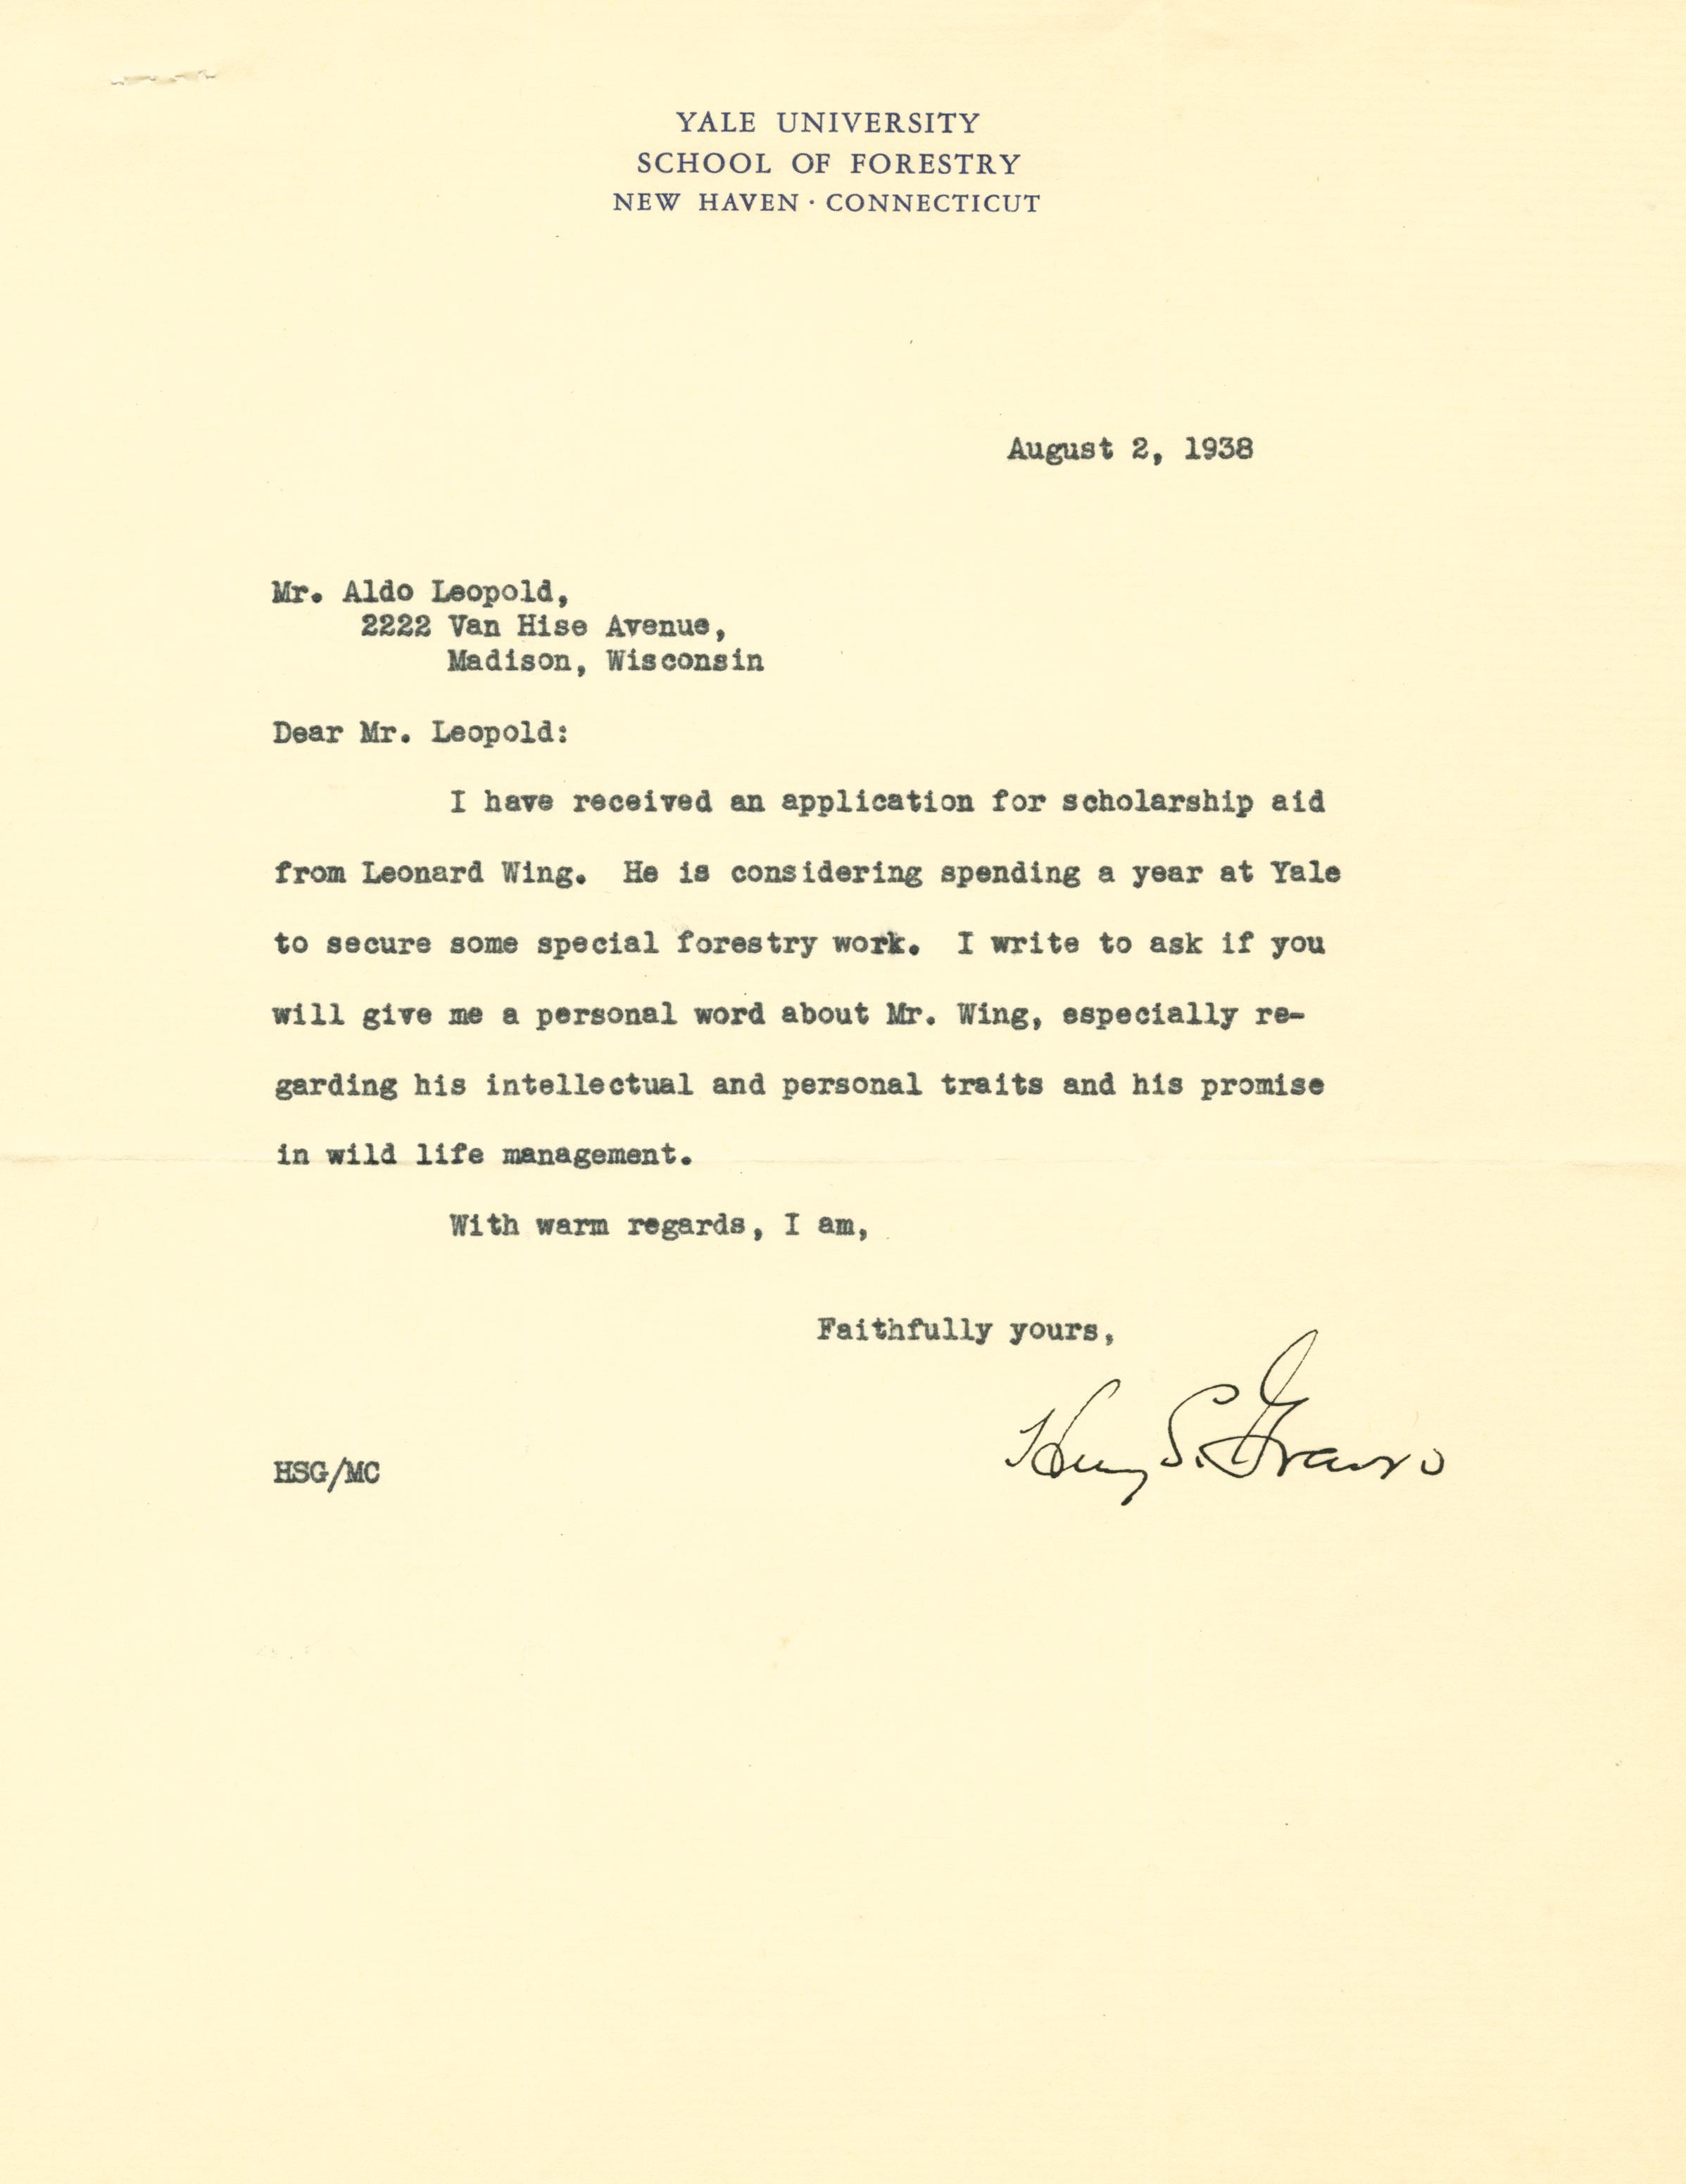 YALE UNIVERSITY
SCHOOL OF FORESTRY
NEW HAVEN · CONNECTICUT
August 2, 1938
Mr. Aldo Leopold,
2222 Van Hise Avenue,
Madison, Wisconsin
Dear Mr. Leopold:
I have received an application for scholarship aid
from Leonard Wing. He is considering spending a year at Yale
to secure some special forestry work. I write to ask if you
will give me a personal word about Mr. Wing, especially re-
garding his intellectual and personal traits and his promise
in wild life management.
With warm regards, I am,
Faithfully yours,
Henry S. Graves
HSG/MC